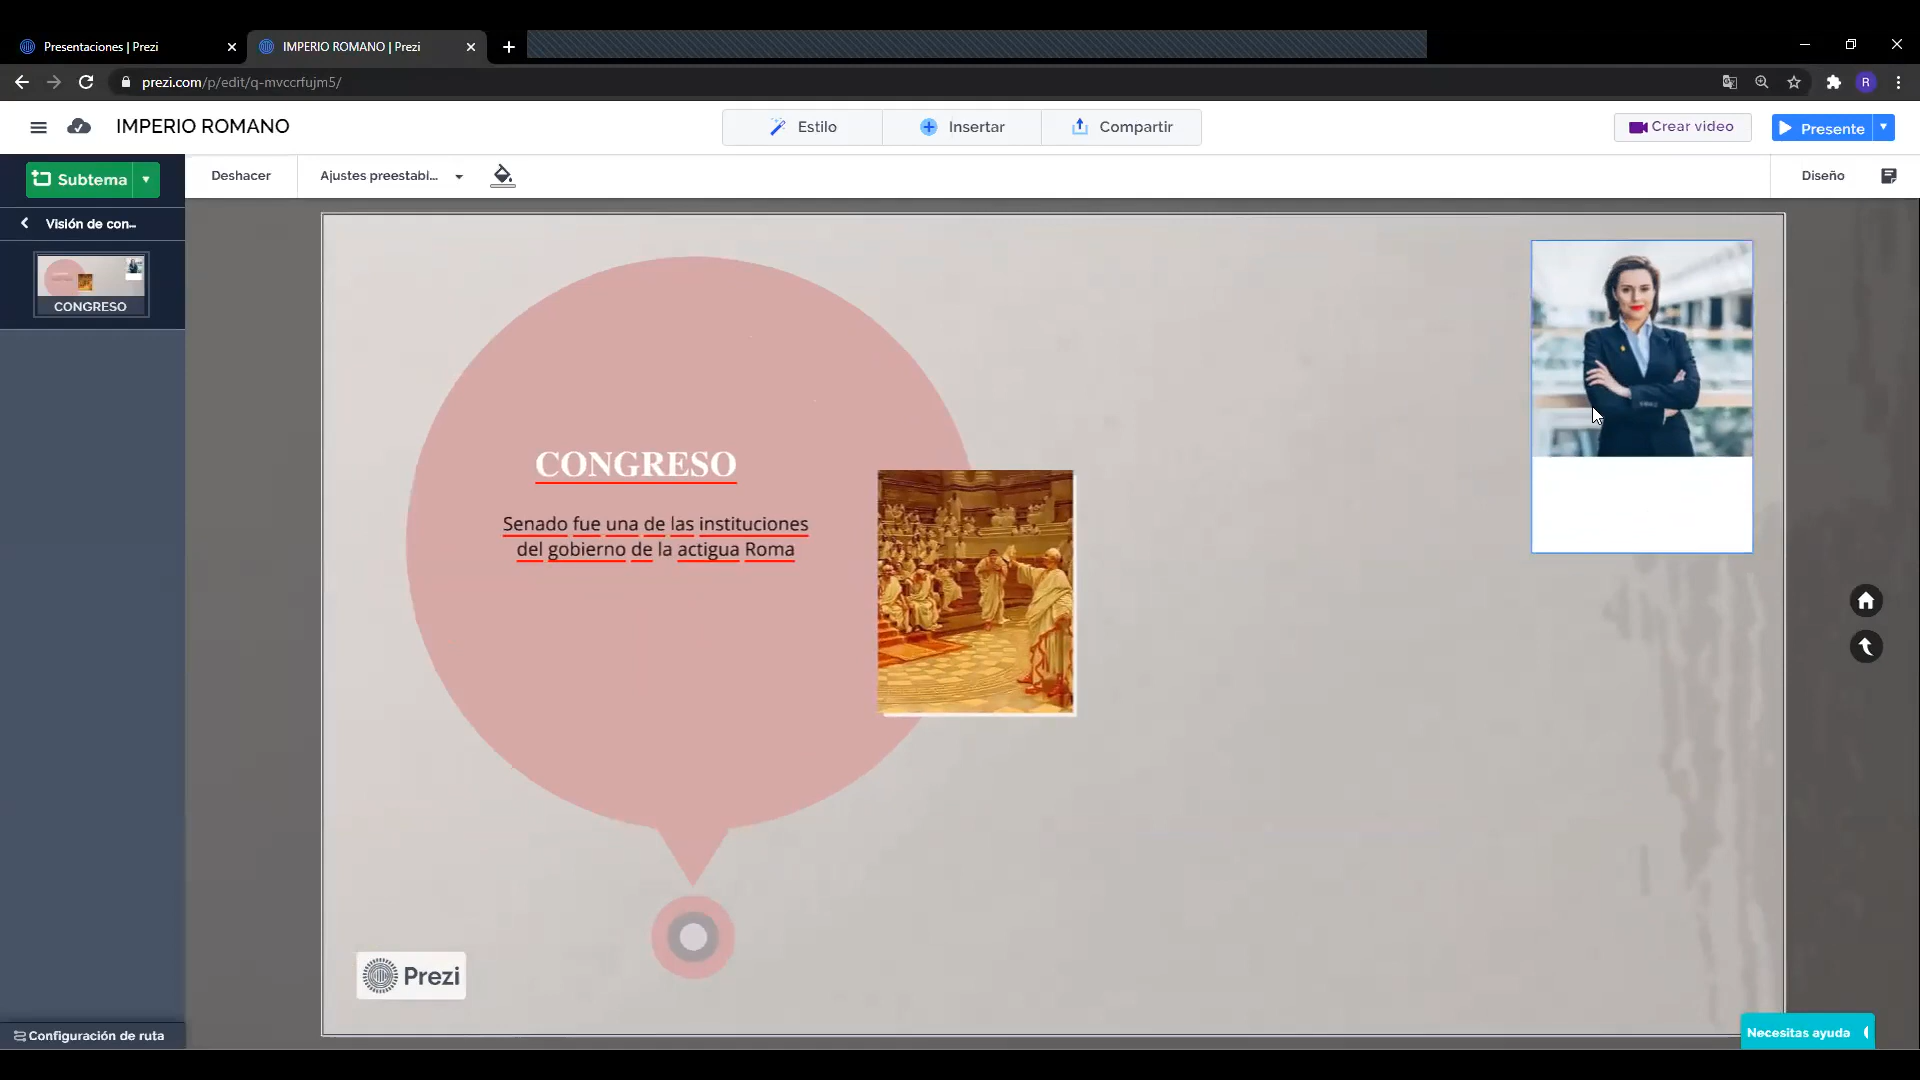 Presentaciones | Prezi
IMPERIO ROMANO | Prezi
prezi.com/p/edit/q-mvccrfujm5/
R
IMPERIO ROMANO
Estilo
Insertar
Compartir
Crear video
Presente
Subtema
Deshacer
Ajustes preestabl...
Diseño
Visión de con...
CONGRESO
CONGRESO
Senado fue una de las instituciones
del gobierno de la actigua Roma
Prezi
Configuración de ruta
Necesitas ayuda